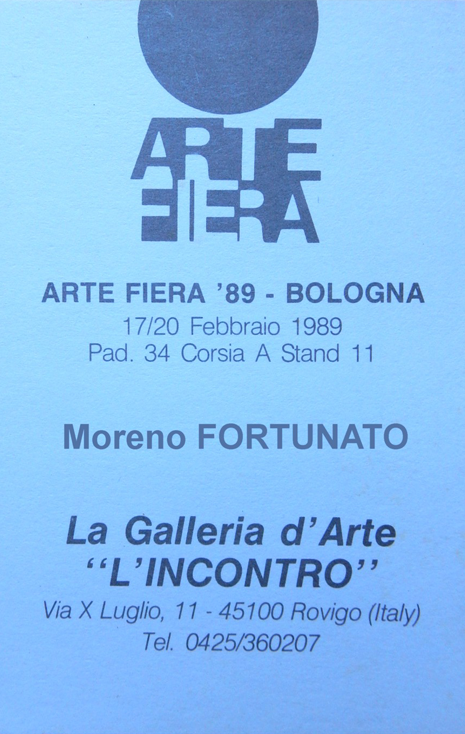 ARTE
FIERA
ARTE FIERA '89 - BOLOGNA
17/20 Febbraio 1989
Pad. 34 Corsia A Stand 11
Moreno FORTUNATO
La Galleria d'Arte
“L'INCONTRO”
Via X Luglio, 11 - 45100 Rovigo (Italy)
Tel. 0425/360207